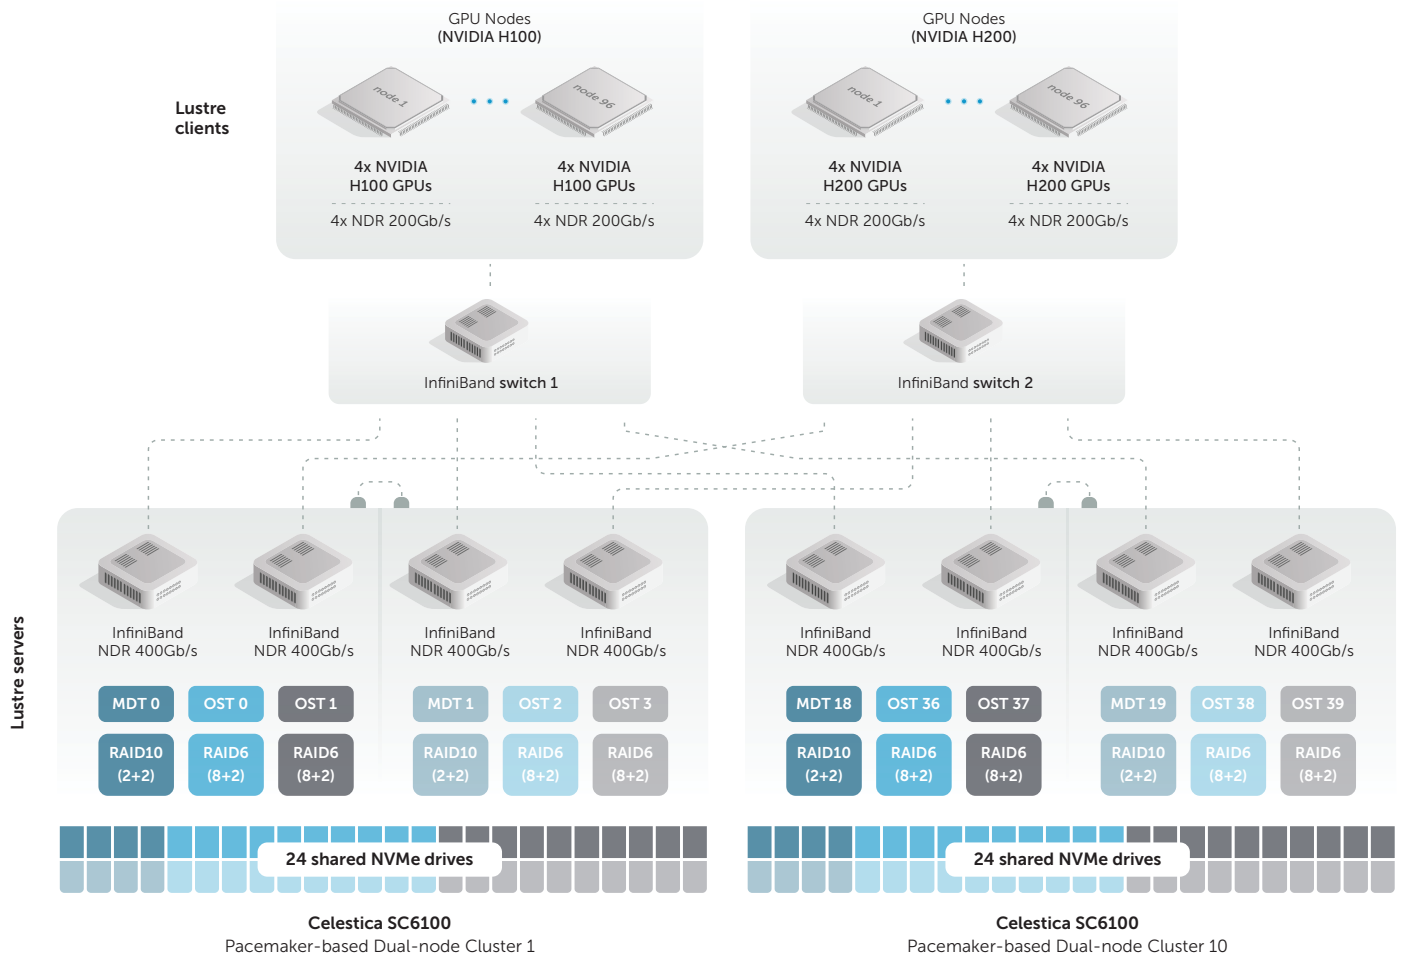 GPU Nodes
(NVIDIA H100)
GPU Nodes
(NVIDIA H200)
Lustre
clients
node 1
node 96
node 1
node 96
4x NVIDIA
H100 GPUs
4x NVIDIA
H100 GPUs
4x NVIDIA
H200 GPUs
4x NVIDIA
H200 GPUs
4x NDR 200Gb/s
4x NDR 200Gb/s
4x NDR 200Gb/s
4x NDR 200Gb/s
InfiniBand switch 1
InfiniBand switch 2
Lustre servers
InfiniBand
NDR 400Gb/s
InfiniBand
NDR 400Gb/s
InfiniBand
NDR 400Gb/s
InfiniBand
NDR 400Gb/s
InfiniBand
NDR 400Gb/s
InfiniBand
NDR 400Gb/s
InfiniBand
NDR 400Gb/s
InfiniBand
NDR 400Gb/s
MDT 0
OST 0
OST 1
MDT 1
OST 2
OST 3
MDT 18
OST 36
OST 37
MDT 19
OST 38
OST 39
RAID10
(2+2)
RAID6
(8+2)
RAID6
(8+2)
RAID10
(2+2)
RAID6
(8+2)
RAID6
(8+2)
RAID10
(2+2)
RAID6
(8+2)
RAID6
(8+2)
RAID10
(2+2)
RAID6
(8+2)
RAID6
(8+2)
24 shared NVMe drives
24 shared NVMe drives
Celestica SC6100
Pacemaker-based Dual-node Cluster 1
Celestica SC6100
Pacemaker-based Dual-node Cluster 10